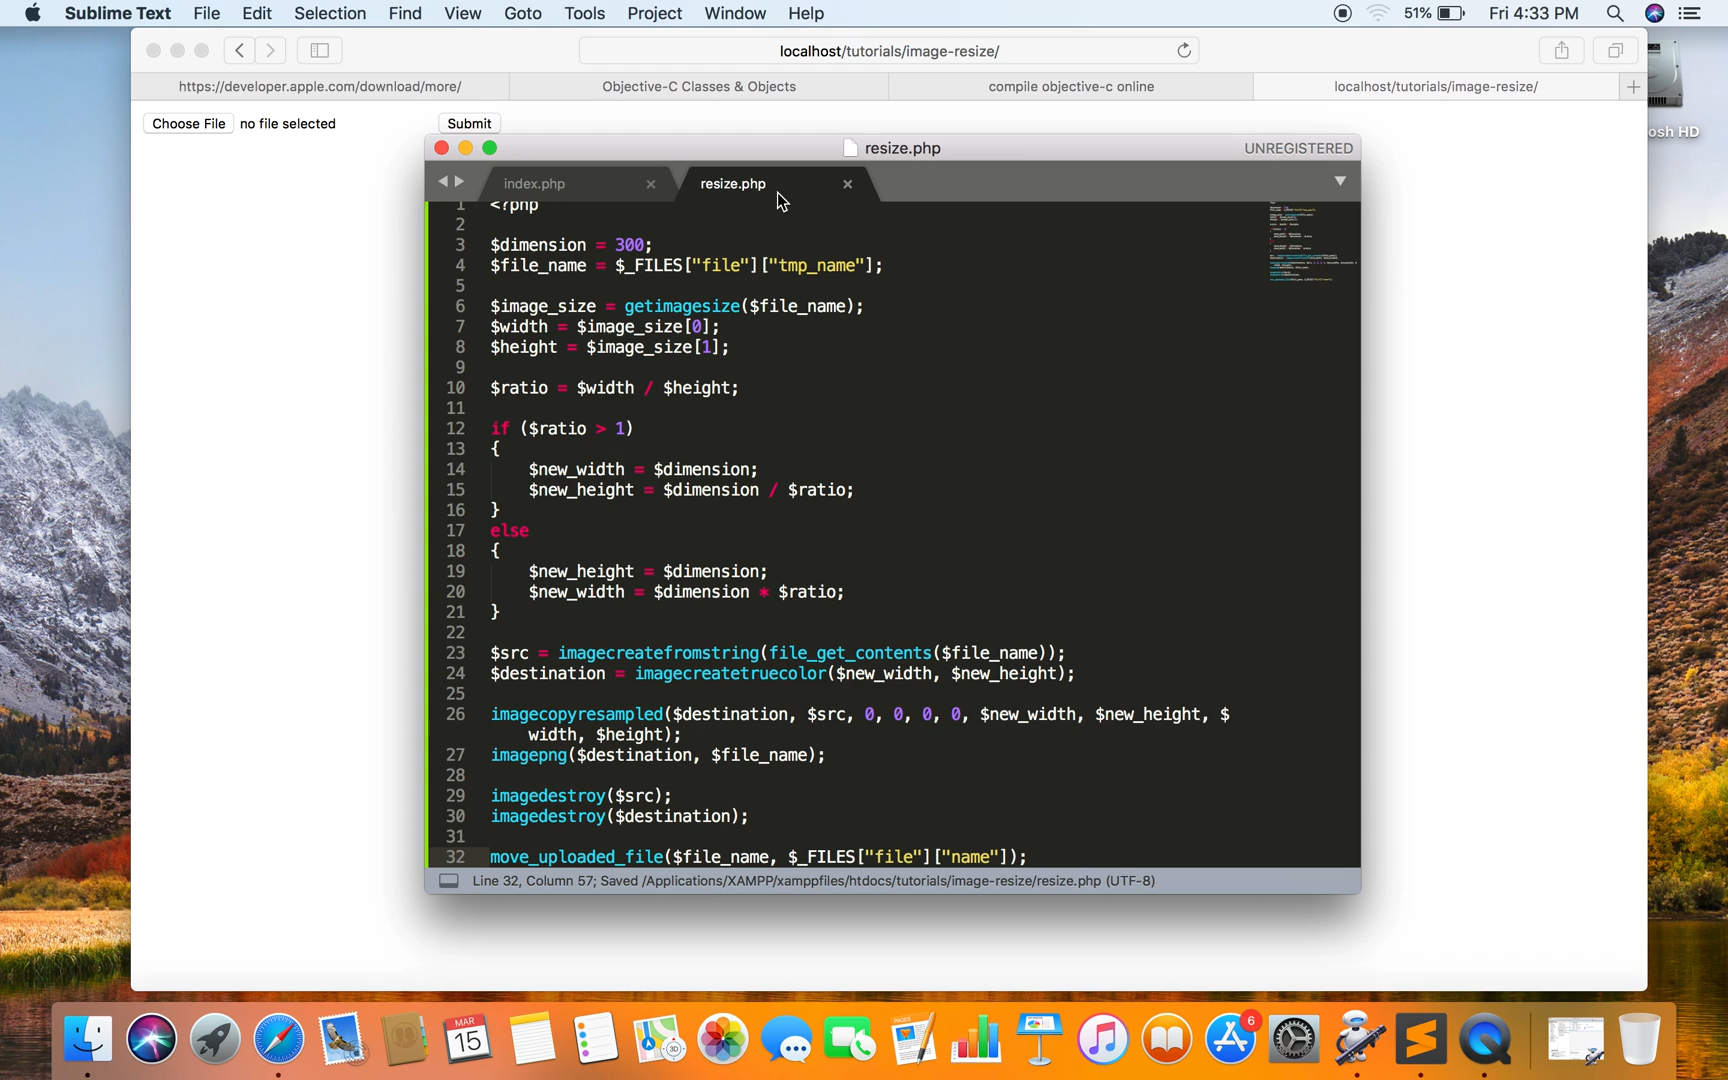 Sublime Text File Edit Selection Find View Goto Tools Project Window Help 51% Fri 4:33 PM
localhost/tutorials/image-resize/
https://developer.apple.com/download/more/ Objective-C Classes & Objects compile objective-c online localhost/tutorials/image-resize/ +
osh HD
Choose File no file selected Submit
resize.php UNREGISTERED
index.php resize.php
1 <?php
2
3 $dimension = 300;
4 $file_name = $_FILES["file"]["tmp_name"];
5
6 $image_size = getimagesize($file_name);
7 $width = $image_size[0];
8 $height = $image_size[1];
9
10 $ratio = $width / $height;
11
12 if ($ratio > 1)
13 {
14 $new_width = $dimension;
15 $new_height = $dimension / $ratio;
16 }
17 else
18 {
19 $new_height = $dimension;
20 $new_width = $dimension * $ratio;
21 }
22
23 $src = imagecreatefromstring(file_get_contents($file_name));
24 $destination = imagecreatetruecolor($new_width, $new_height);
25
26 imagecopyresampled($destination, $src, 0, 0, 0, 0, $new_width, $new_height, $
width, $height);
27 imagepng($destination, $file_name);
28
29 imagedestroy($src);
30 imagedestroy($destination);
31
32 move_uploaded_file($file_name, $_FILES["file"]["name"]);
Line 32, Column 57; Saved /Applications/XAMPP/xamppfiles/htdocs/tutorials/image-resize/resize.php (UTF-8)
MAR
15
3D
PAGES
6